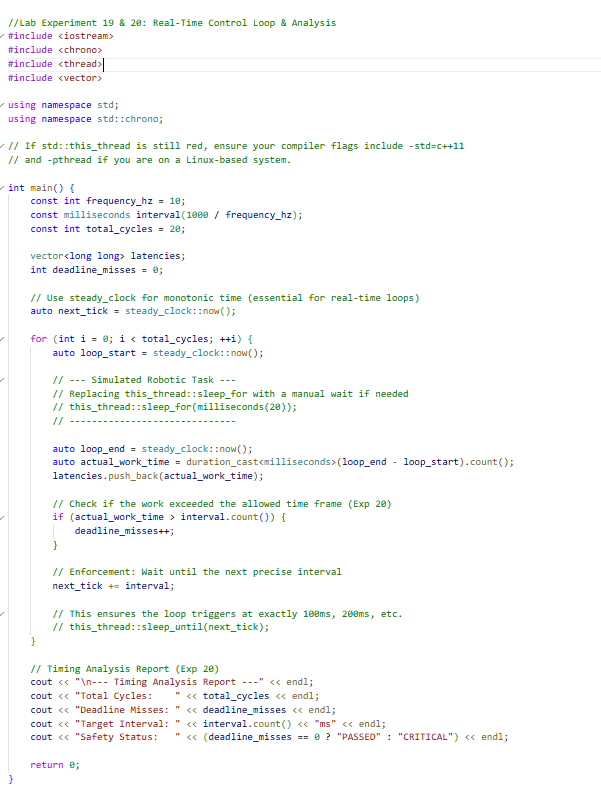 //Lab Experiment 19 & 20: Real-Time Control Loop & Analysis
#include <iostream>
#include <chrono>
#include <thread>
#include <vector>
using namespace std;
using namespace std::chrono;
// If std::this_thread is still red, ensure your compiler flags include -std=c++11
// and -pthread if you are on a Linux-based system.
int main() {
    const int frequency_hz = 10;
    const milliseconds interval(1000 / frequency_hz);
    const int total_cycles = 20;
    vector<long long> latencies;
    int deadline_misses = 0;
    // Use steady_clock for monotonic time (essential for real-time loops)
    auto next_tick = steady_clock::now();
    for (int i = 0; i < total_cycles; ++i) {
        auto loop_start = steady_clock::now();
        // --- Simulated Robotic Task ---
        // Replacing this_thread::sleep_for with a manual wait if needed
        // this_thread::sleep_for(milliseconds(20));
        // ------------------------------
        auto loop_end = steady_clock::now();
        auto actual_work_time = duration_cast<milliseconds>(loop_end - loop_start).count();
        latencies.push_back(actual_work_time);
        // Check if the work exceeded the allowed time frame (Exp 20)
        if (actual_work_time > interval.count()) {
            deadline_misses++;
        }
        // Enforcement: Wait until the next precise interval
        next_tick += interval;
        // This ensures the loop triggers at exactly 100ms, 200ms, etc.
        // this_thread::sleep_until(next_tick);
    }
    // Timing Analysis Report (Exp 20)
    cout << "\n--- Timing Analysis Report ---" << endl;
    cout << "Total Cycles:    " << total_cycles << endl;
    cout << "Deadline Misses: " << deadline_misses << endl;
    cout << "Target Interval: " << interval.count() << "ms" << endl;
    cout << "Safety Status:   " << (deadline_misses == 0 ? "PASSED" : "CRITICAL") << endl;
    return 0;
}